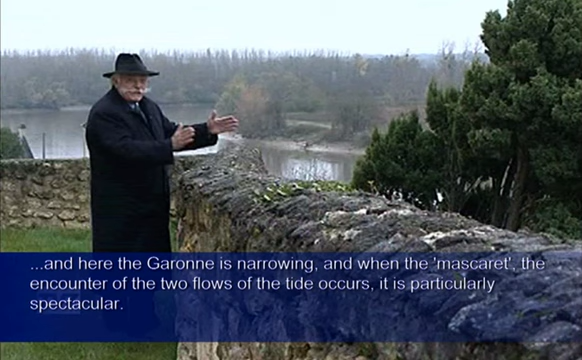 ...and here the Garonne is narrowing, and when the 'mascaret', the
encounter of the two flows of the tide occurs, it is particularly
spectacular.